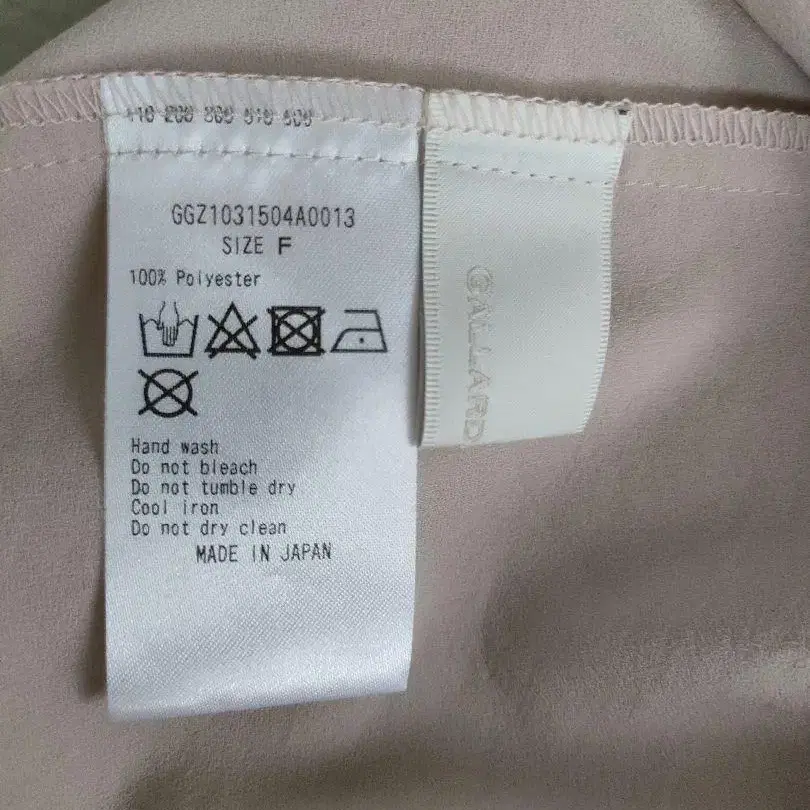 GGZ1031504A0013
SIZE F
100% Polyester
Hand wash
Do not bleach
Do not tumble dry
Cool iron
Do not dry clean
MADE IN JAPAN
GALLARD